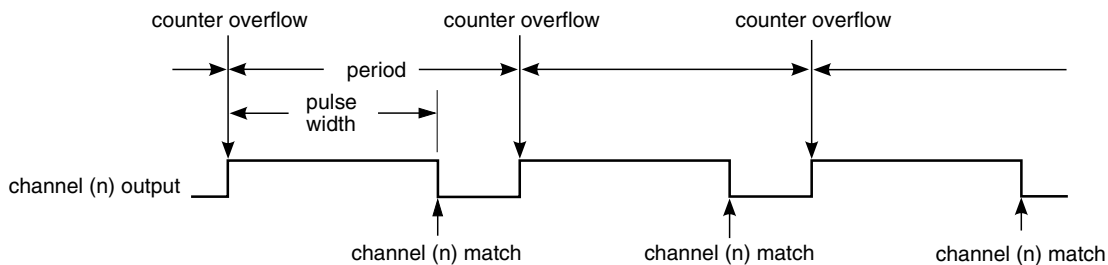 counter overflow
counter overflow
counter overflow
period
pulse
width
channel (n) output
channel (n) match
channel (n) match
channel (n) match